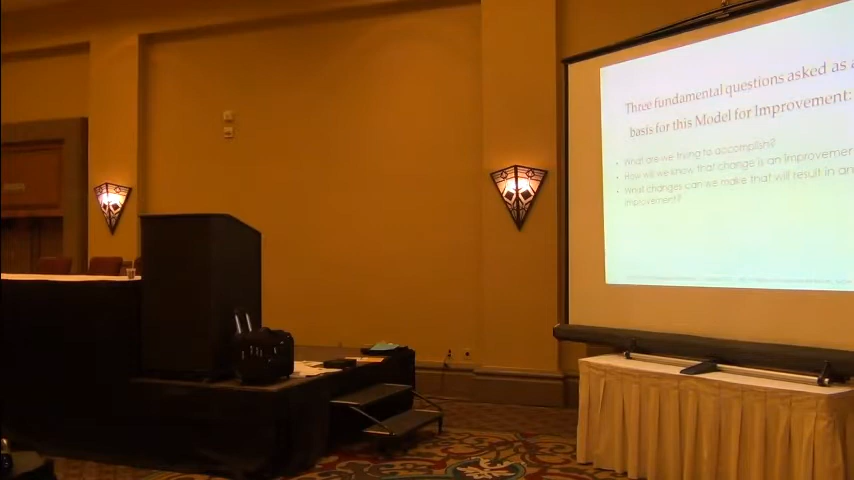 Three fundamental questions asked as a
basis for this Model for Improvement:
• What are we trying to accomplish?
• How will we know that change is an improvement
• What changes can we make that will result in an
improvement?